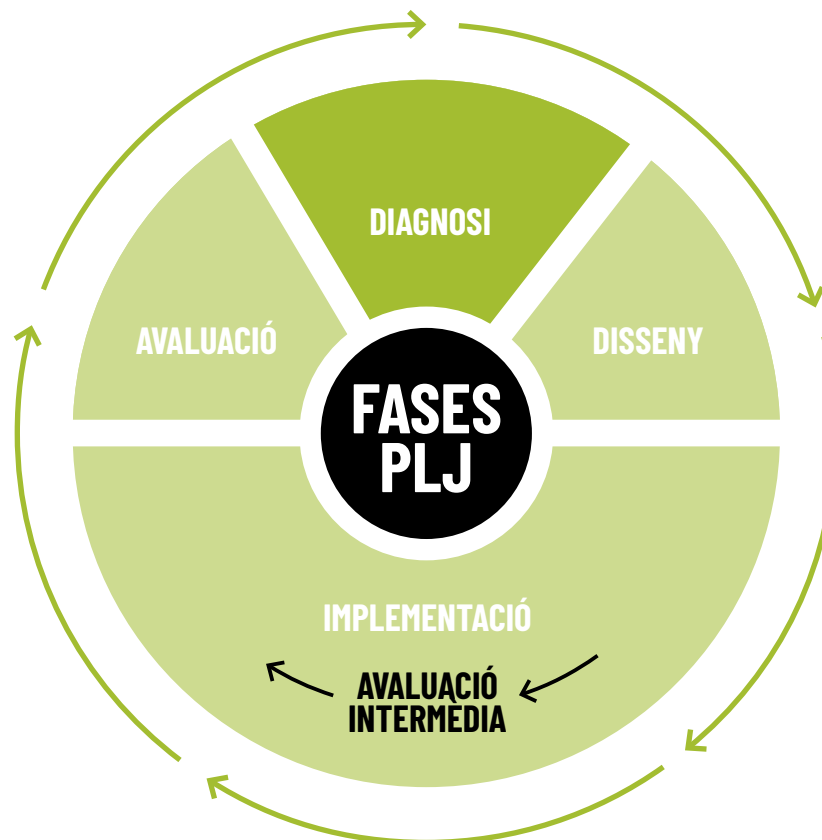 DIAGNOSI
AVALUACIÓ
DISSENY
FASES
PLJ
IMPLEMENTACIÓ
AVALUACIÓ
INTERMÈDIA